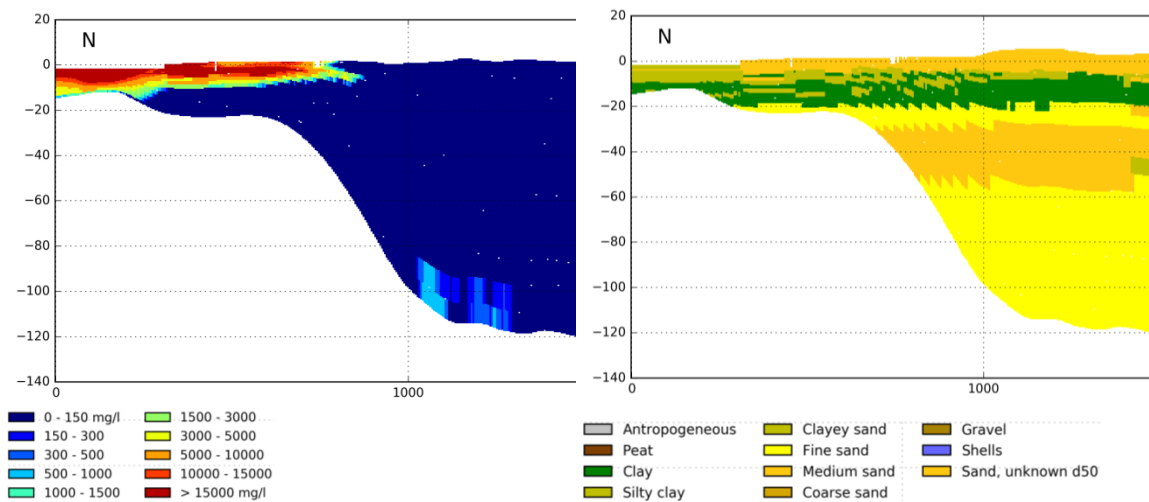 20
N
0
−20
−40
−60
−80
−100
−120
−140
0
1000
0 - 150 mg/l
150 - 300
300 - 500
500 - 1000
1000 - 1500
1500 - 3000
3000 - 5000
5000 - 10000
10000 - 15000
> 15000 mg/l
20
N
0
−20
−40
−60
−80
−100
−120
−140
0
1000
Antropogeneous
Peat
Clay
Silty clay
Clayey sand
Fine sand
Medium sand
Coarse sand
Gravel
Shells
Sand, unknown d50